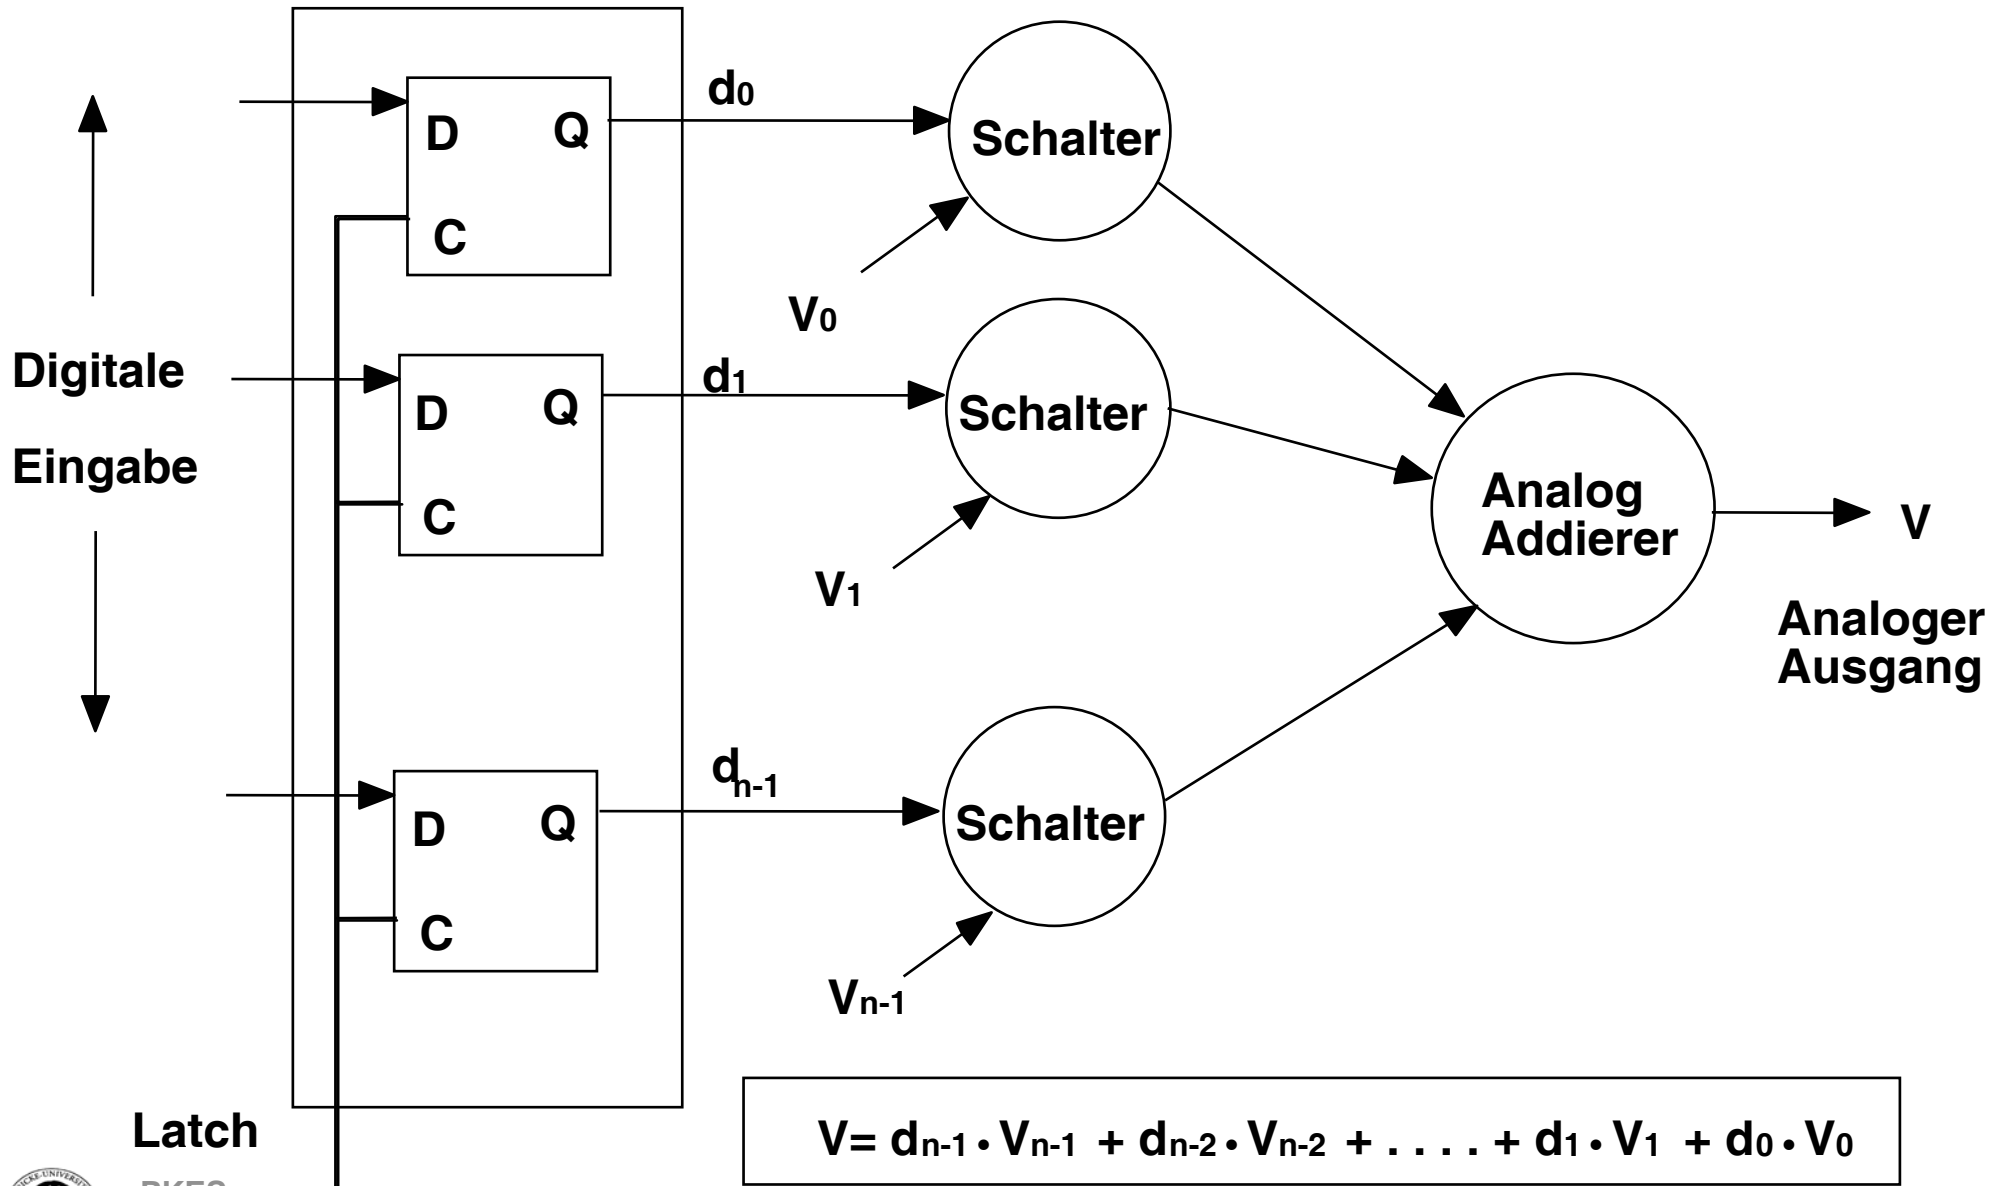 d0
D Q
Schalter
C
V0
Digitale
d1
D Q
Schalter
Eingabe
C
Analog
Addierer
V
V1
Analoger
Ausgang
dn-1
D Q
Schalter
C
Vn-1
Latch
V= dn-1 • Vn-1 + dn-2 • Vn-2 + . . . . + d1 • V1 + d0 • V0